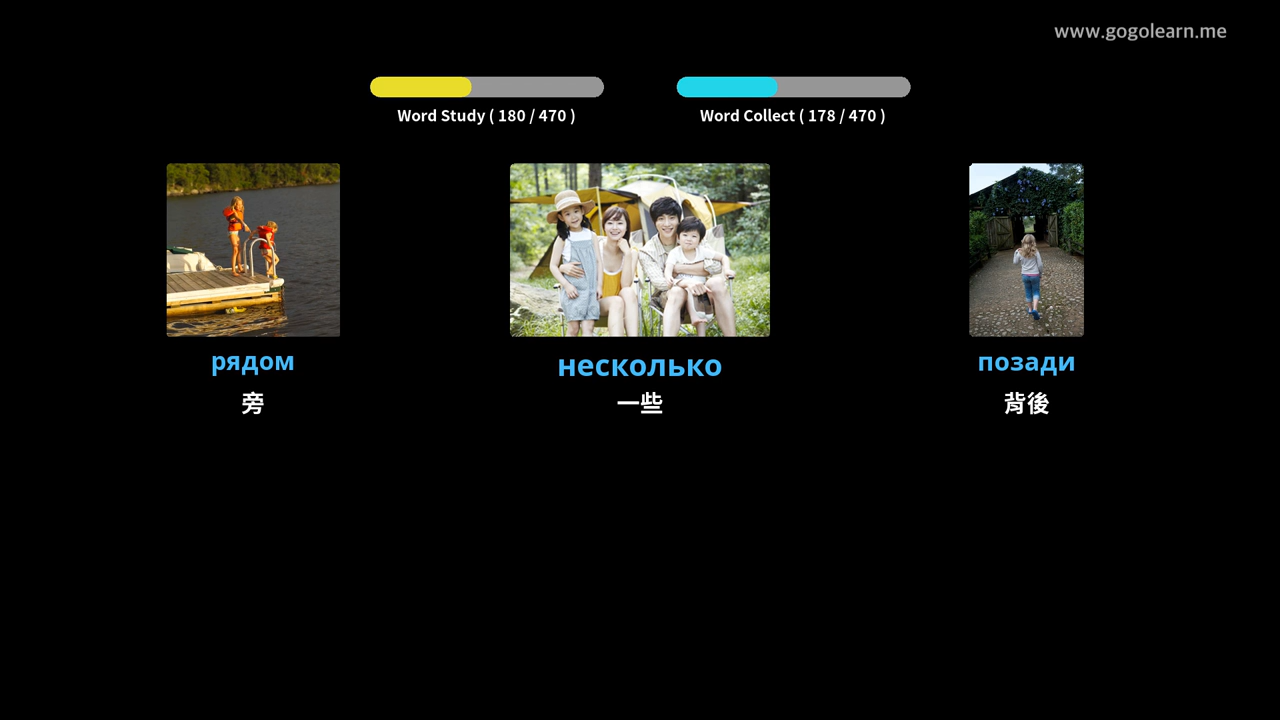 www.gogolearn.me
Word Study ( 180 / 470 )
Word Collect ( 178 / 470 )
рядом
несколько
позади
旁
一些
背後